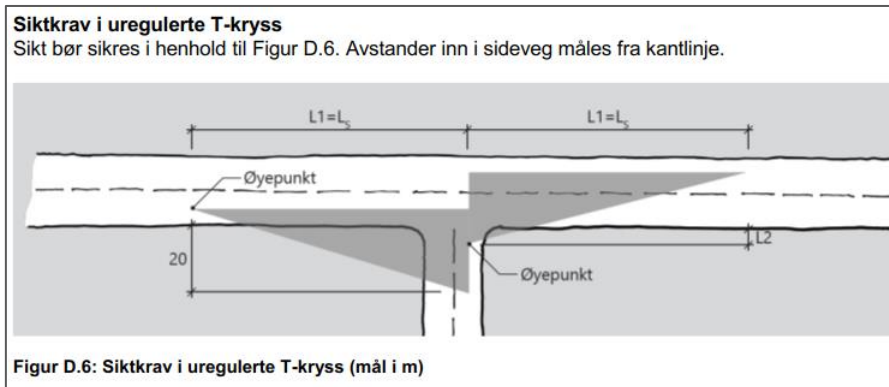 Siktkrav i uregulerte T-kryss
Sikt bør sikres i henhold til Figur D.6. Avstander inn i sideveg måles fra kantlinje.
L1=Ls
L1=Ls
Øyepunkt
20
L2
Øyepunkt
Figur D.6: Siktkrav i uregulerte T-kryss (mål i m)